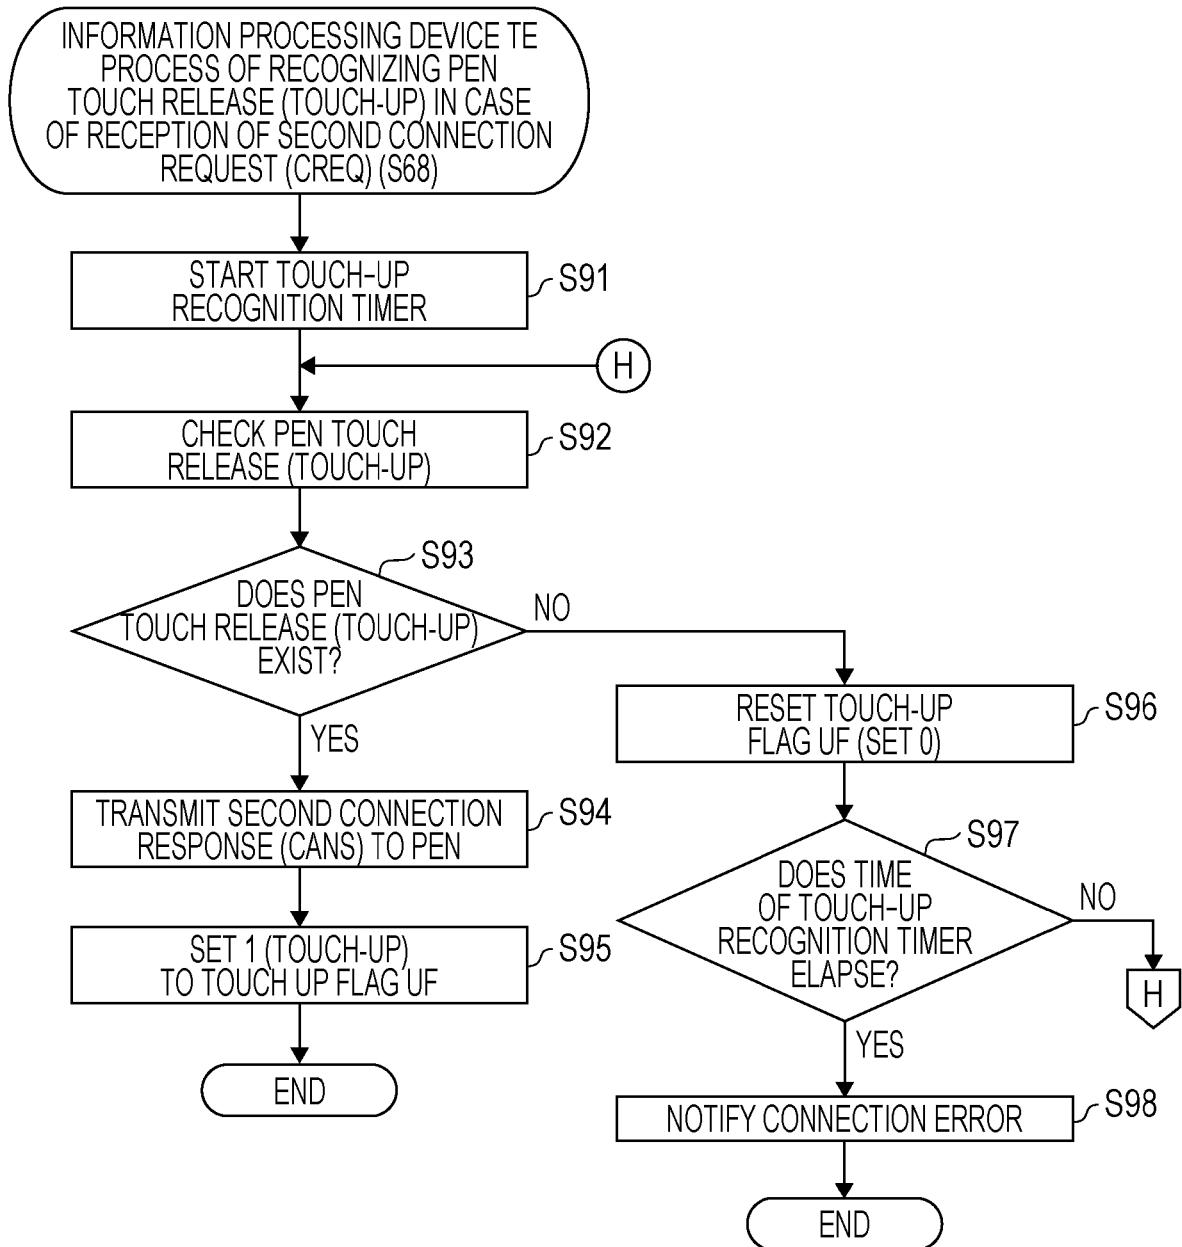 INFORMATION PROCESSING DEVICE TE
PROCESS OF RECOGNIZING PEN
TOUCH RELEASE (TOUCH-UP) IN CASE
OF RECEPTION OF SECOND CONNECTION
REQUEST (CREQ) (S68)
START TOUCH-UP
RECOGNITION TIMER
S91
H
CHECK PEN TOUCH
RELEASE (TOUCH-UP)
S92
S93
DOES PEN
TOUCH RELEASE (TOUCH-UP)
EXIST?
NO
YES
TRANSMIT SECOND CONNECTION
RESPONSE (CANS) TO PEN
S94
SET 1 (TOUCH-UP)
TO TOUCH UP FLAG UF
S95
END
RESET TOUCH-UP
FLAG UF (SET 0)
S96
S97
DOES TIME
OF TOUCH-UP
RECOGNITION TIMER
ELAPSE?
NO
H
YES
NOTIFY CONNECTION ERROR
S98
END